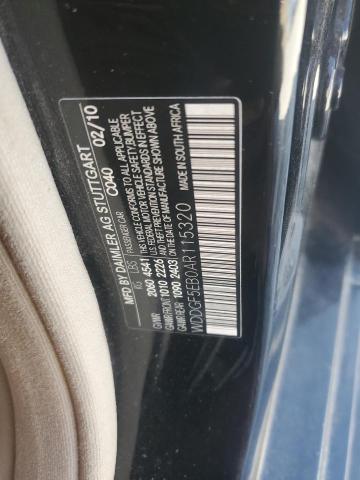 MFD. BY DAIMLER AG STUTTGART
PASSENGER CAR C040 02/10
KG LBS THIS VEHICLE CONFORMS TO ALL APPLICABLE
GVWR 2060 4541 U.S. FEDERAL MOTOR VEHICLE SAFETY, BUMPER
GAWR FRONT 1010 2226 AND THEFT PREVENTION STANDARDS IN
GAWR REAR 1090 2403 EFFECT ON DATE OF MANUFACTURE SHOWN ABOVE
WDDGF5EB0AR115320 MADE IN SOUTH AFRICA